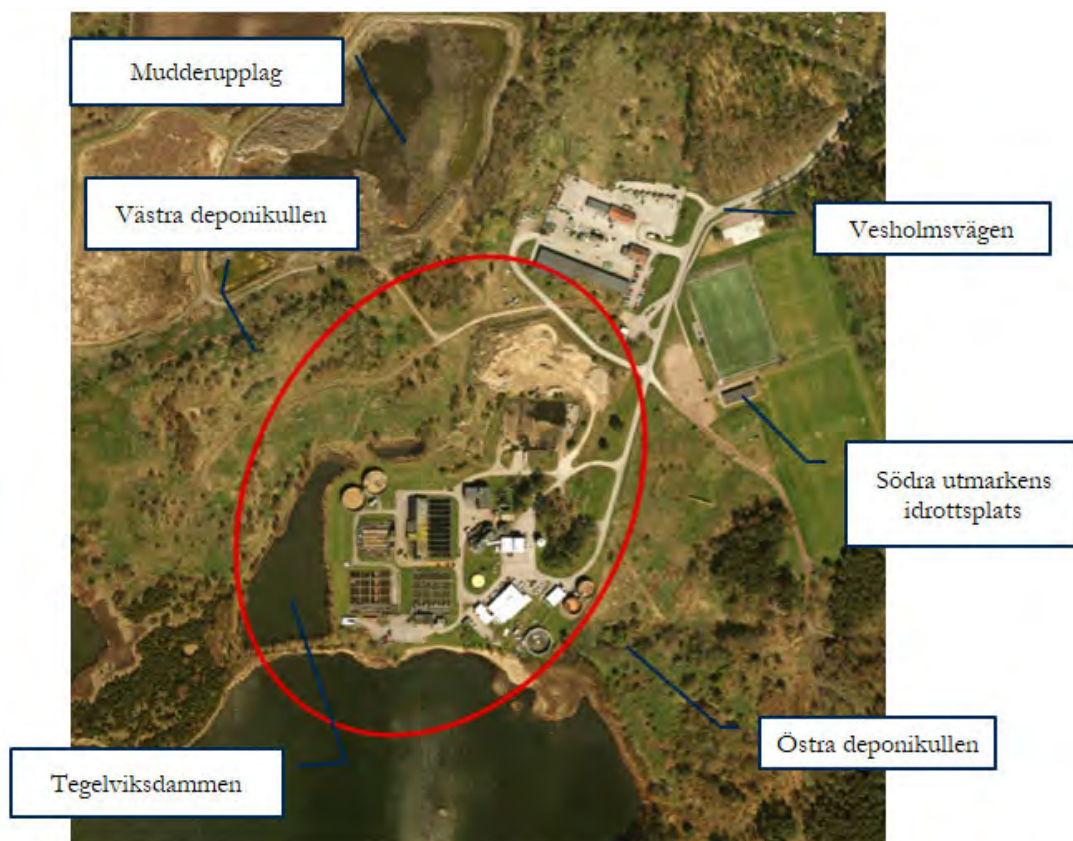 Mudderupplag
Västra deponikullen
Vesholmsvägen
Södra utmarkens
idrottsplats
Östra deponikullen
Tegelviksdammen